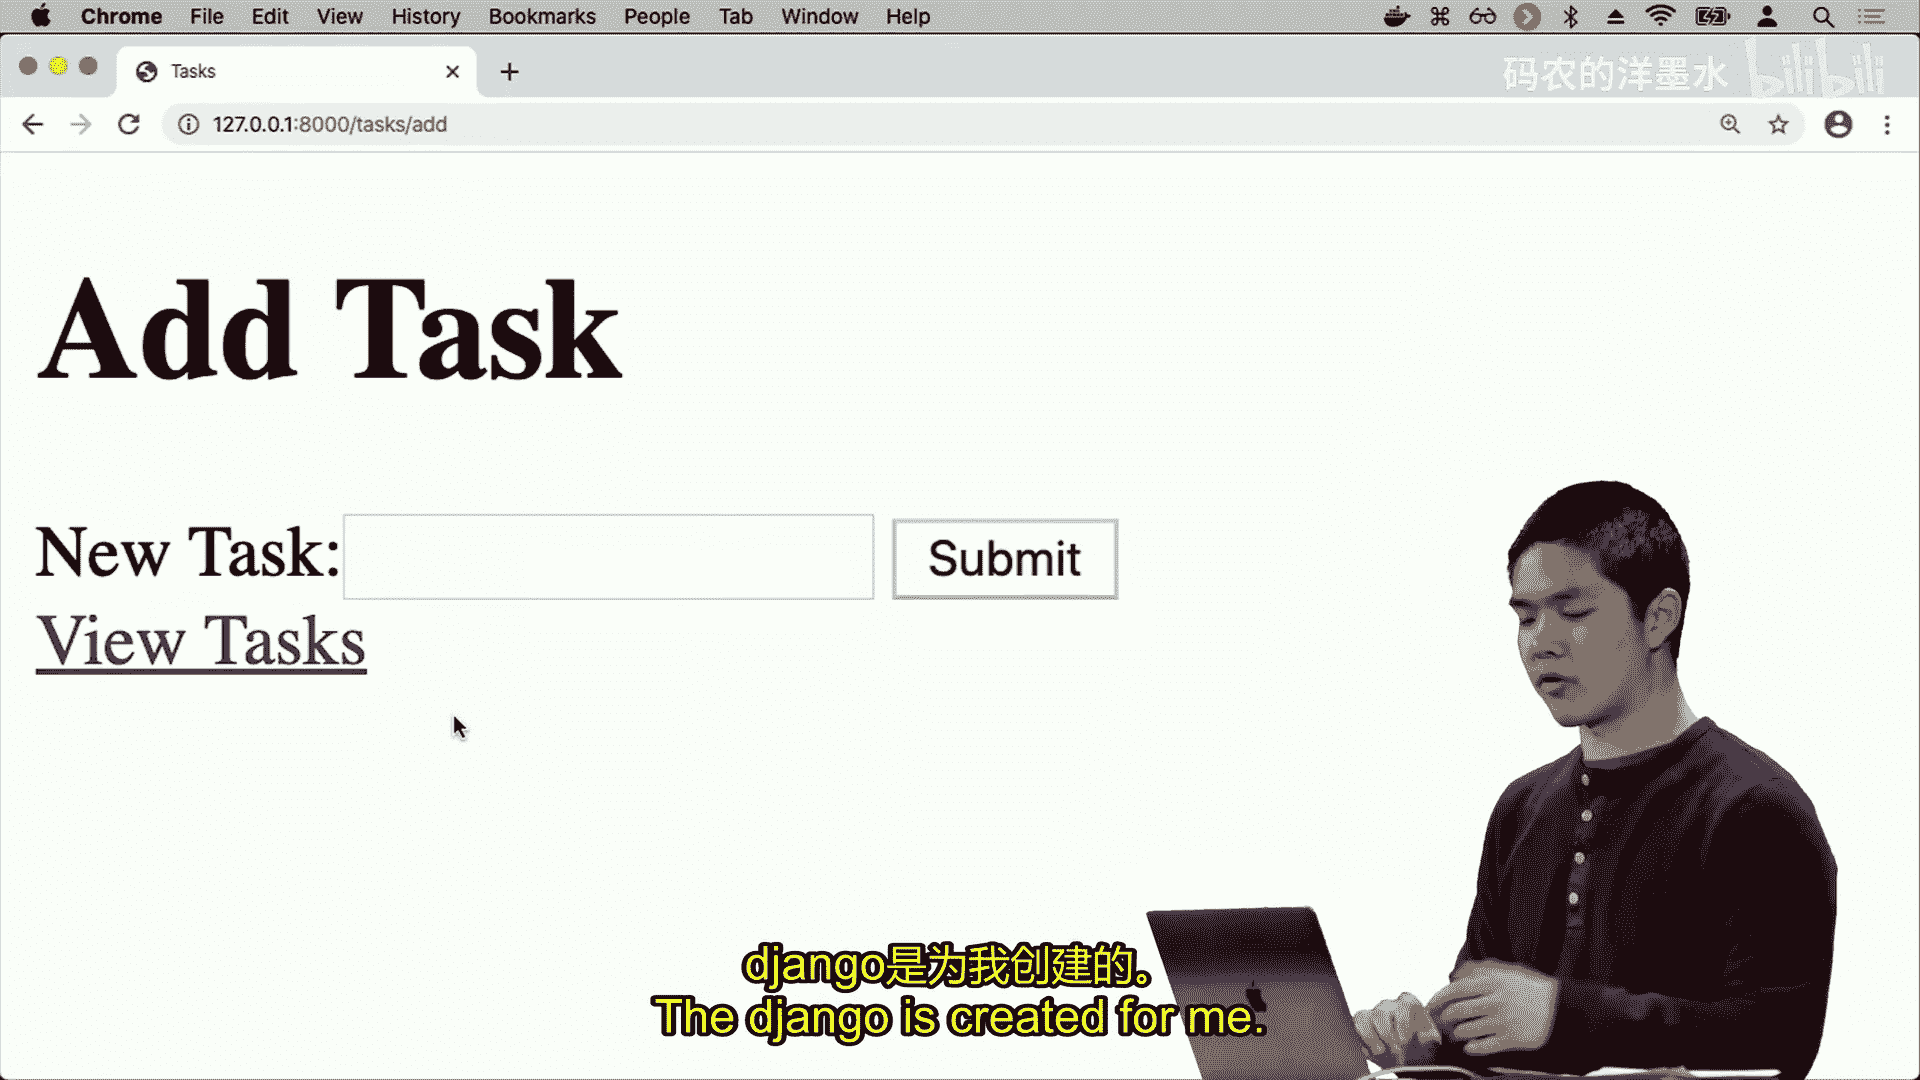 Chrome File Edit View History Bookmarks People Tab Window Help
Tasks
码农的洋墨水 bilibili
127.0.0.1:8000/tasks/add
Add Task
New Task:
Submit
View Tasks
django是为我创建的。
The django is created for me.